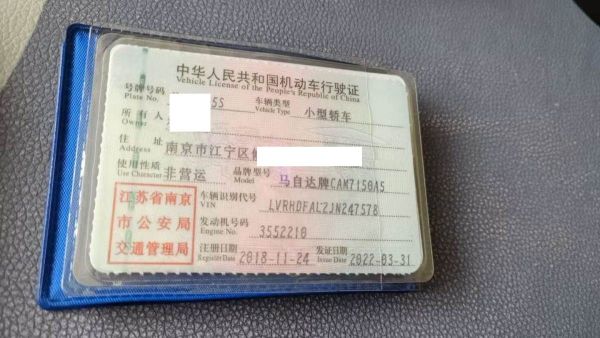 中华人民共和国机动车行驶证
Vehicle License of the People's Republic of China
号牌号码 5S 车辆类型 小型轿车
Plate No. Vehicle Type
所有人
Owner
住址 南京市江宁区
Address
使用性质 非营运 品牌型号 马自达牌CAM7150A5
Use Character Model
江苏省南京
市公安局
交通管理局
车辆识别代号 LVRHDFAL2JN247578
VIN
发动机号码 3552210
Engine No.
注册日期 2018-11-24 发证日期 2022-03-31
Register Date Issue Date